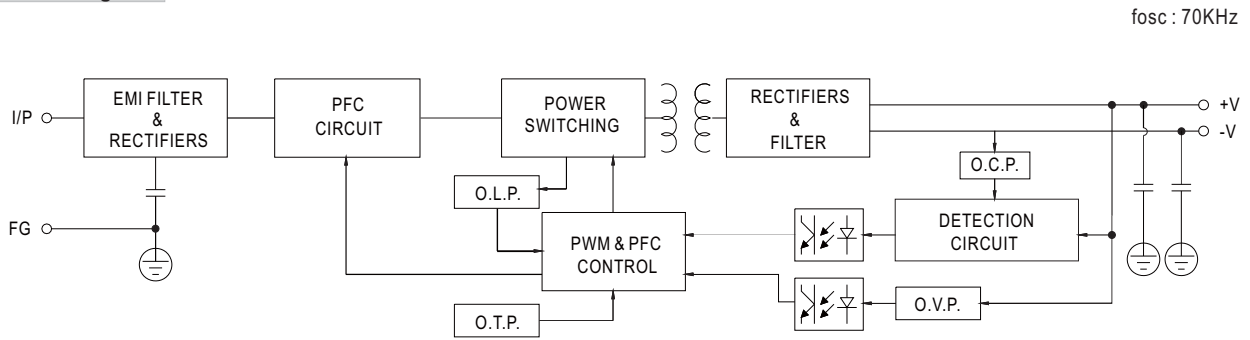 fosc : 70KHz
I/P
EMI FILTER
&
RECTIFIERS
PFC
CIRCUIT
POWER
SWITCHING
RECTIFIERS
&
FILTER
+V
-V
O.C.P.
O.L.P.
FG
PWM & PFC
CONTROL
DETECTION
CIRCUIT
O.T.P.
O.V.P.